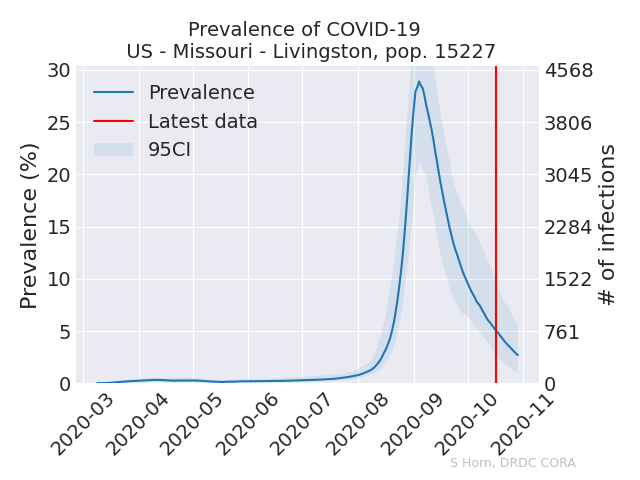 Prevalence of COVID-19
US - Missouri - Livingston, pop. 15227
Prevalence
Latest data
95CI
Prevalence (%)
30
25
20
15
10
5
0
4568
3806
3045
2284
1522
761
0
# of infections
2020-03
2020-04
2020-05
2020-06
2020-07
2020-08
2020-09
2020-10
2020-11
S Horn, DRDC CORA